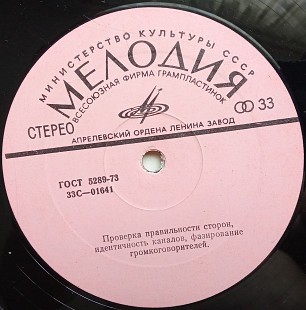 МИНИСТЕРСТВО КУЛЬТУРЫ СССР
МЕЛОДИЯ
ВСЕСОЮЗНАЯ ФИРМА ГРАМПЛАСТИНОК
СТЕРЕО
33
АПРЕЛЕВСКИЙ ОРДЕНА ЛЕНИНА ЗАВОД
ГОСТ 5289-73
33С—01641
Проверка правильности сторон,
идентичность каналов, фазирование
громкоговорителей.